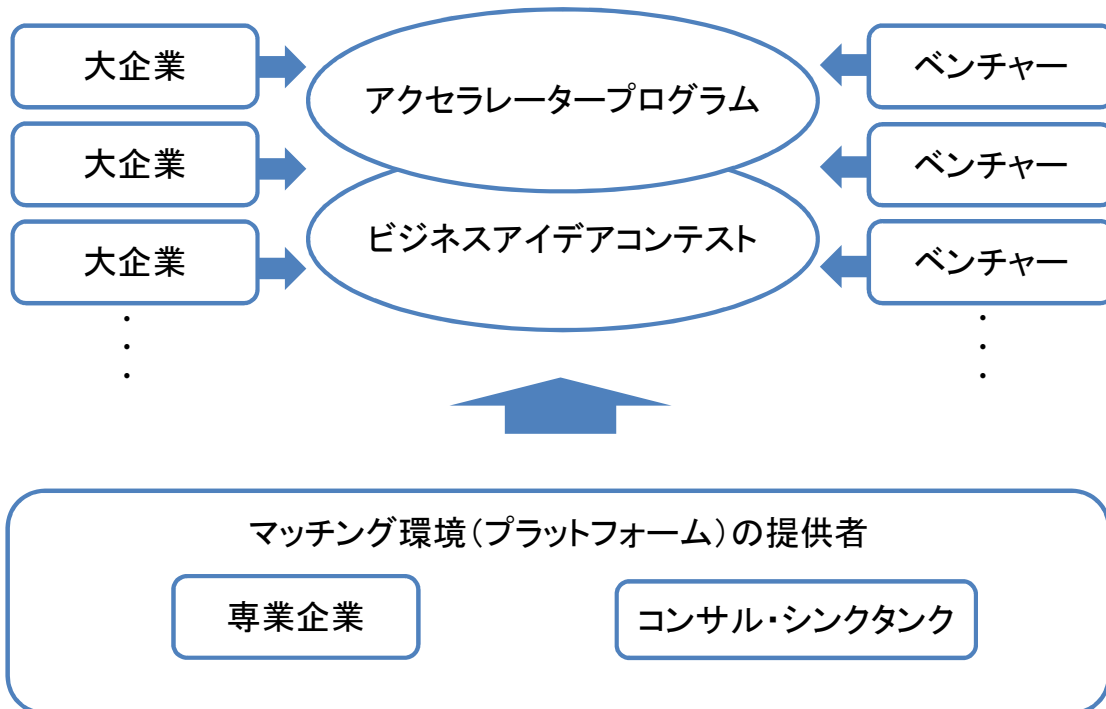 大企業
アクセラレータープログラム
ベンチャー
大企業
ベンチャー
大企業
ビジネスアイデアコンテスト
ベンチャー
マッチング環境(プラットフォーム)の提供者
専業企業
コンサル・シンクタンク